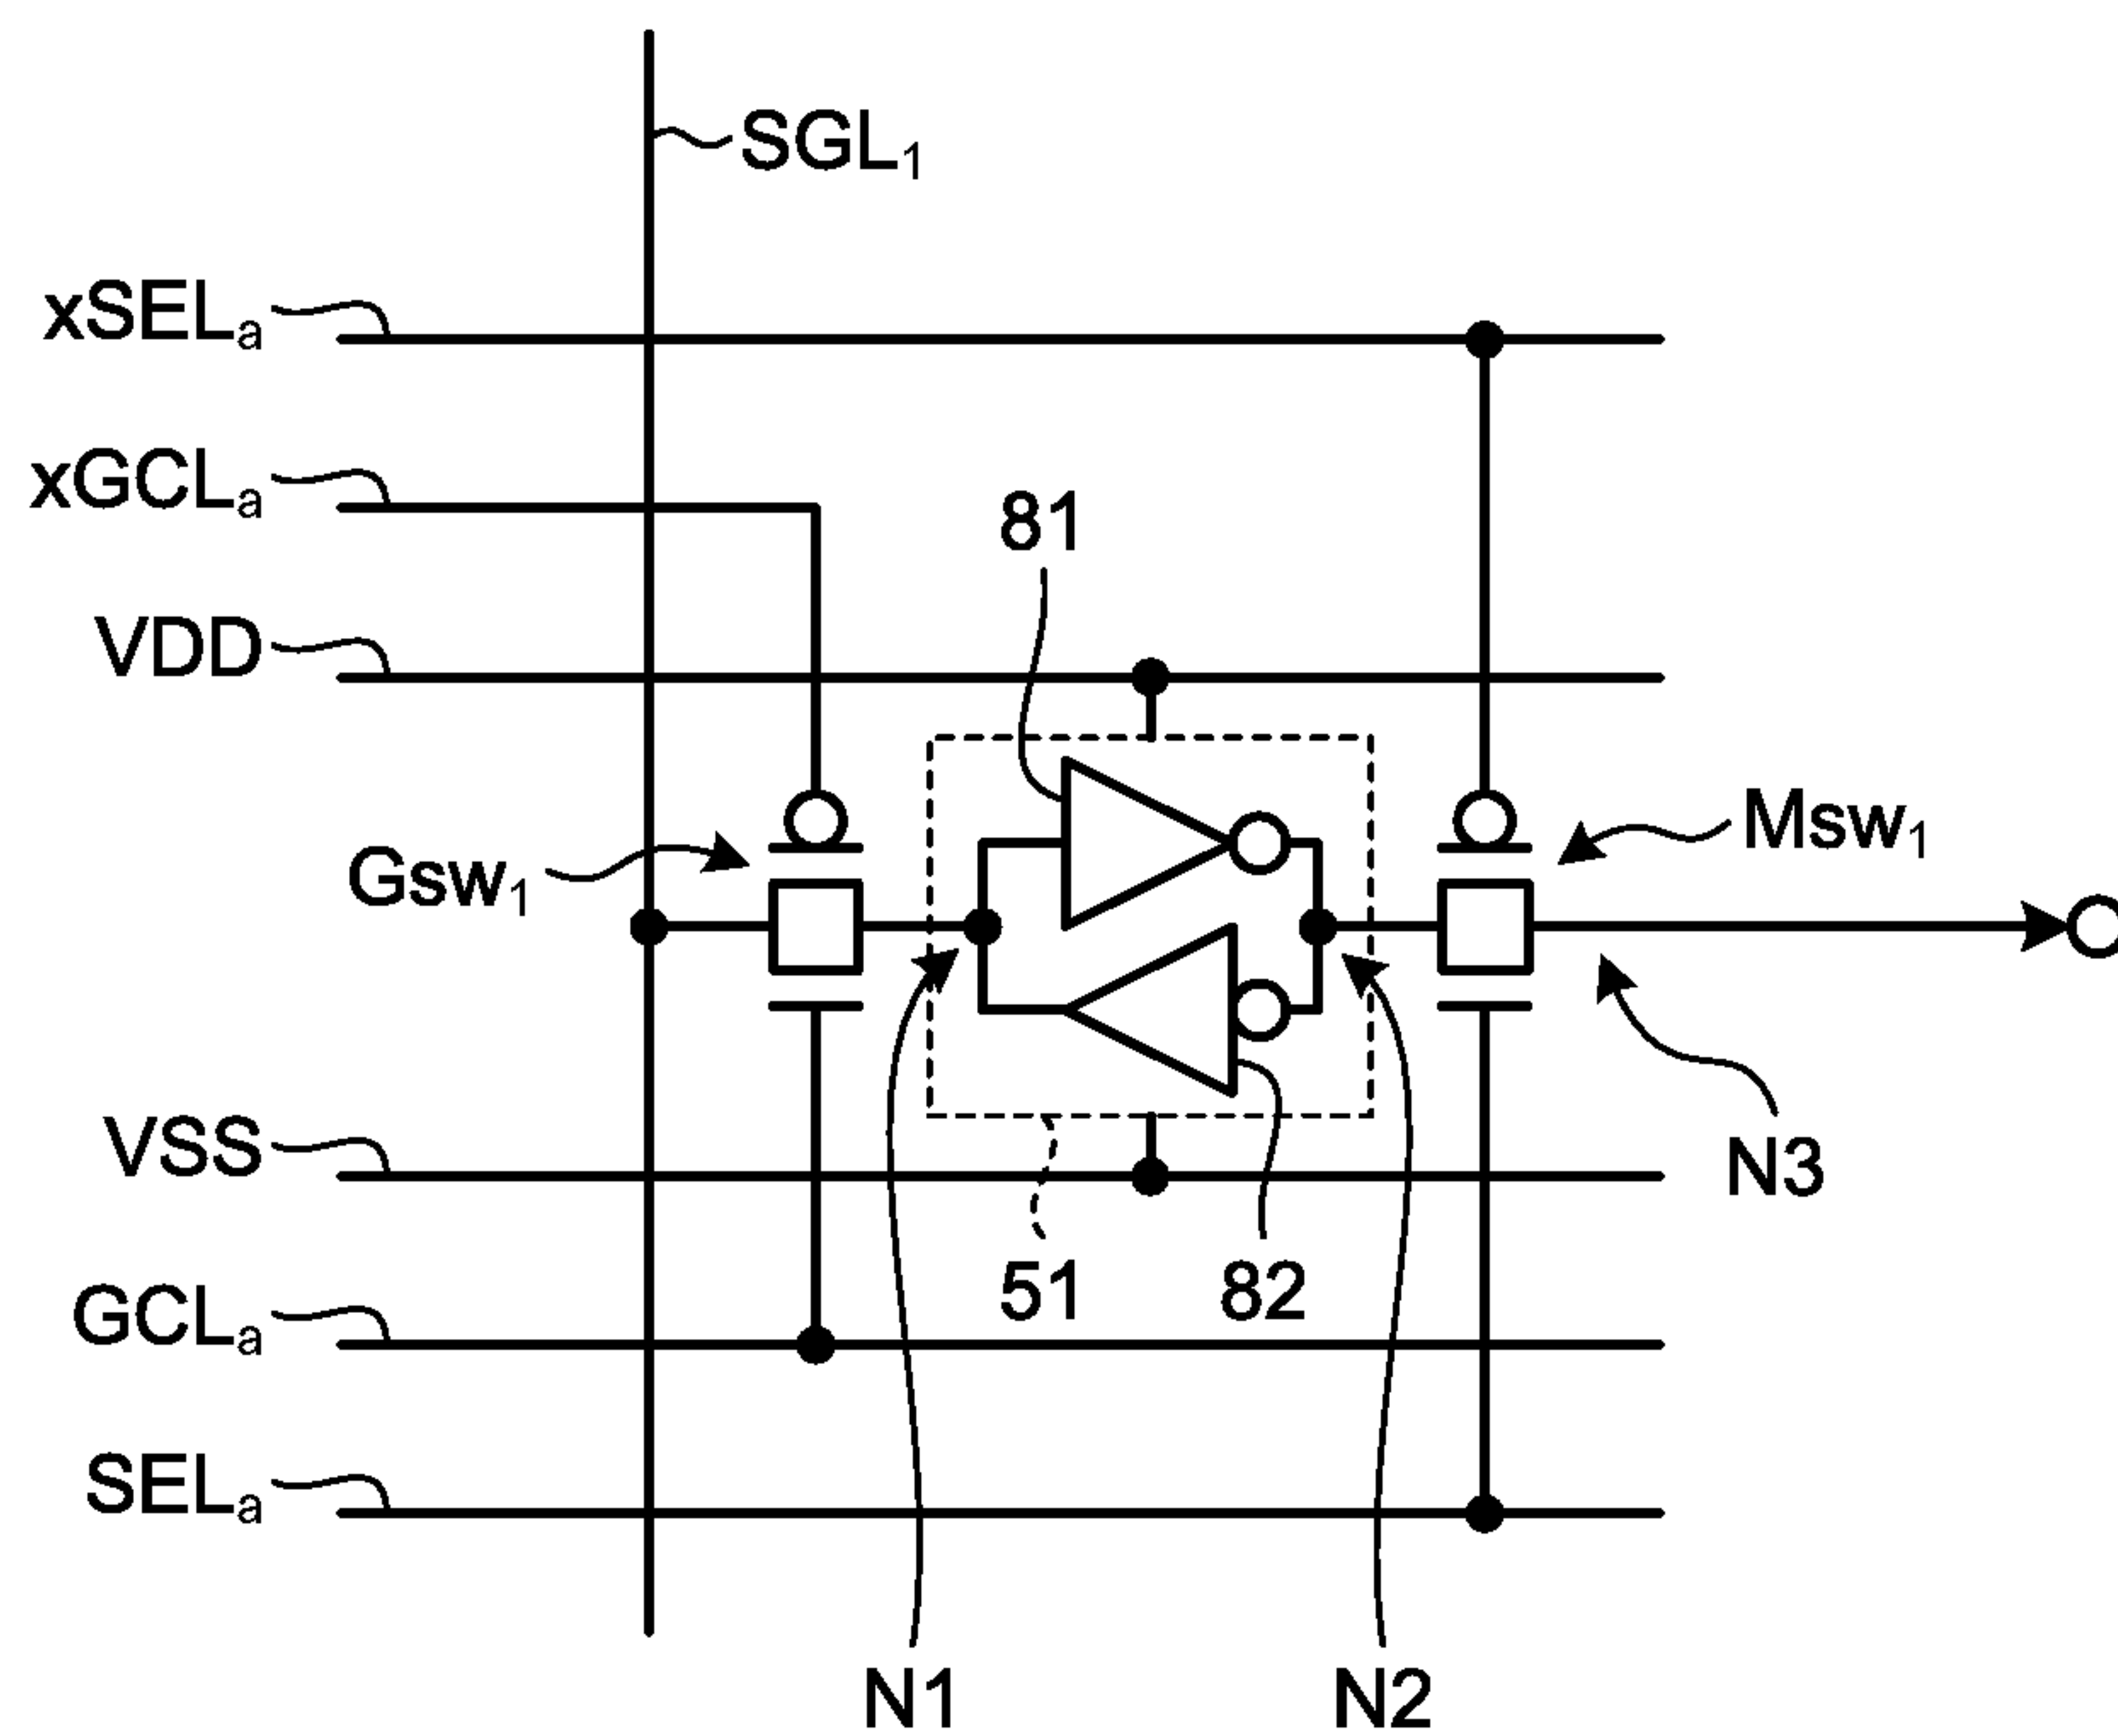 SGL₁
xSELₐ
xGCLₐ
81
VDD
Gsw₁
Msw₁
VSS
N3
51
82
GCLₐ
SELₐ
N1
N2